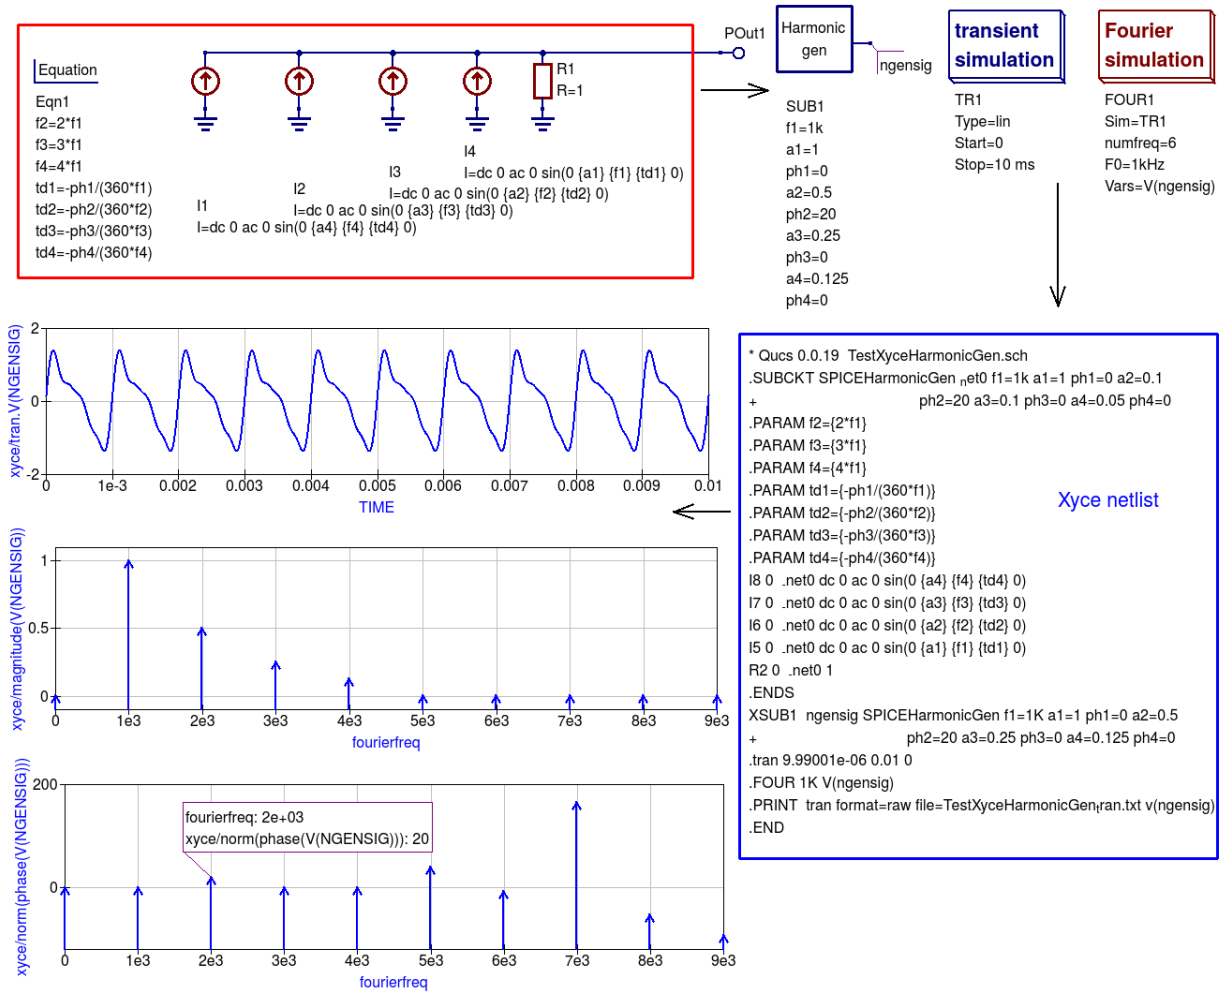 Equation
Eqn1
f2=2*f1
f3=3*f1
f4=4*f1
td1=-ph1/(360*f1)
td2=-ph2/(360*f2)
td3=-ph3/(360*f3)
td4=-ph4/(360*f4)
R1
R=1
I4
I=dc 0 ac 0 sin(0 {a1} {f1} {td1} 0)
I3
I=dc 0 ac 0 sin(0 {a2} {f2} {td2} 0)
I2
I=dc 0 ac 0 sin(0 {a3} {f3} {td3} 0)
I1
I=dc 0 ac 0 sin(0 {a4} {f4} {td4} 0)
POut1
Harmonic
gen
ngensig
SUB1
f1=1k
a1=1
ph1=0
a2=0.5
ph2=20
a3=0.25
ph3=0
a4=0.125
ph4=0
transient
simulation
TR1
Type=lin
Start=0
Stop=10 ms
Fourier
simulation
FOUR1
Sim=TR1
numfreq=6
F0=1kHz
Vars=V(ngensig)
xyce/tran.V(NGENSIG)
2
0
-2
0 1e-3 0.002 0.003 0.004 0.005 0.006 0.007 0.008 0.009 0.01
TIME
xyce/magnitude(V(NGENSIG))
1
0.5
0
0 1e3 2e3 3e3 4e3 5e3 6e3 7e3 8e3 9e3
fourierfreq
xyce/norm(phase(V(NGENSIG)))
200
0
fourierfreq: 2e+03
xyce/norm(phase(V(NGENSIG))): 20
0 1e3 2e3 3e3 4e3 5e3 6e3 7e3 8e3 9e3
fourierfreq
* Qucs 0.0.19 TestXyceHarmonicGen.sch
.SUBCKT SPICEHarmonicGen _net0 f1=1k a1=1 ph1=0 a2=0.1
+ ph2=20 a3=0.1 ph3=0 a4=0.05 ph4=0
.PARAM f2={2*f1}
.PARAM f3={3*f1}
.PARAM f4={4*f1}
.PARAM td1={-ph1/(360*f1)}
.PARAM td2={-ph2/(360*f2)}
.PARAM td3={-ph3/(360*f3)}
.PARAM td4={-ph4/(360*f4)}
I8 0 _net0 dc 0 ac 0 sin(0 {a4} {f4} {td4} 0)
I7 0 _net0 dc 0 ac 0 sin(0 {a3} {f3} {td3} 0)
I6 0 _net0 dc 0 ac 0 sin(0 {a2} {f2} {td2} 0)
I5 0 _net0 dc 0 ac 0 sin(0 {a1} {f1} {td1} 0)
R2 0 _net0 1
.ENDS
XSUB1 ngensig SPICEHarmonicGen f1=1K a1=1 ph1=0 a2=0.5
+ ph2=20 a3=0.25 ph3=0 a4=0.125 ph4=0
.tran 9.99001e-06 0.01 0
.FOUR 1K V(ngensig)
.PRINT tran format=raw file=TestXyceHarmonicGen_tran.txt v(ngensig)
.END
Xyce netlist